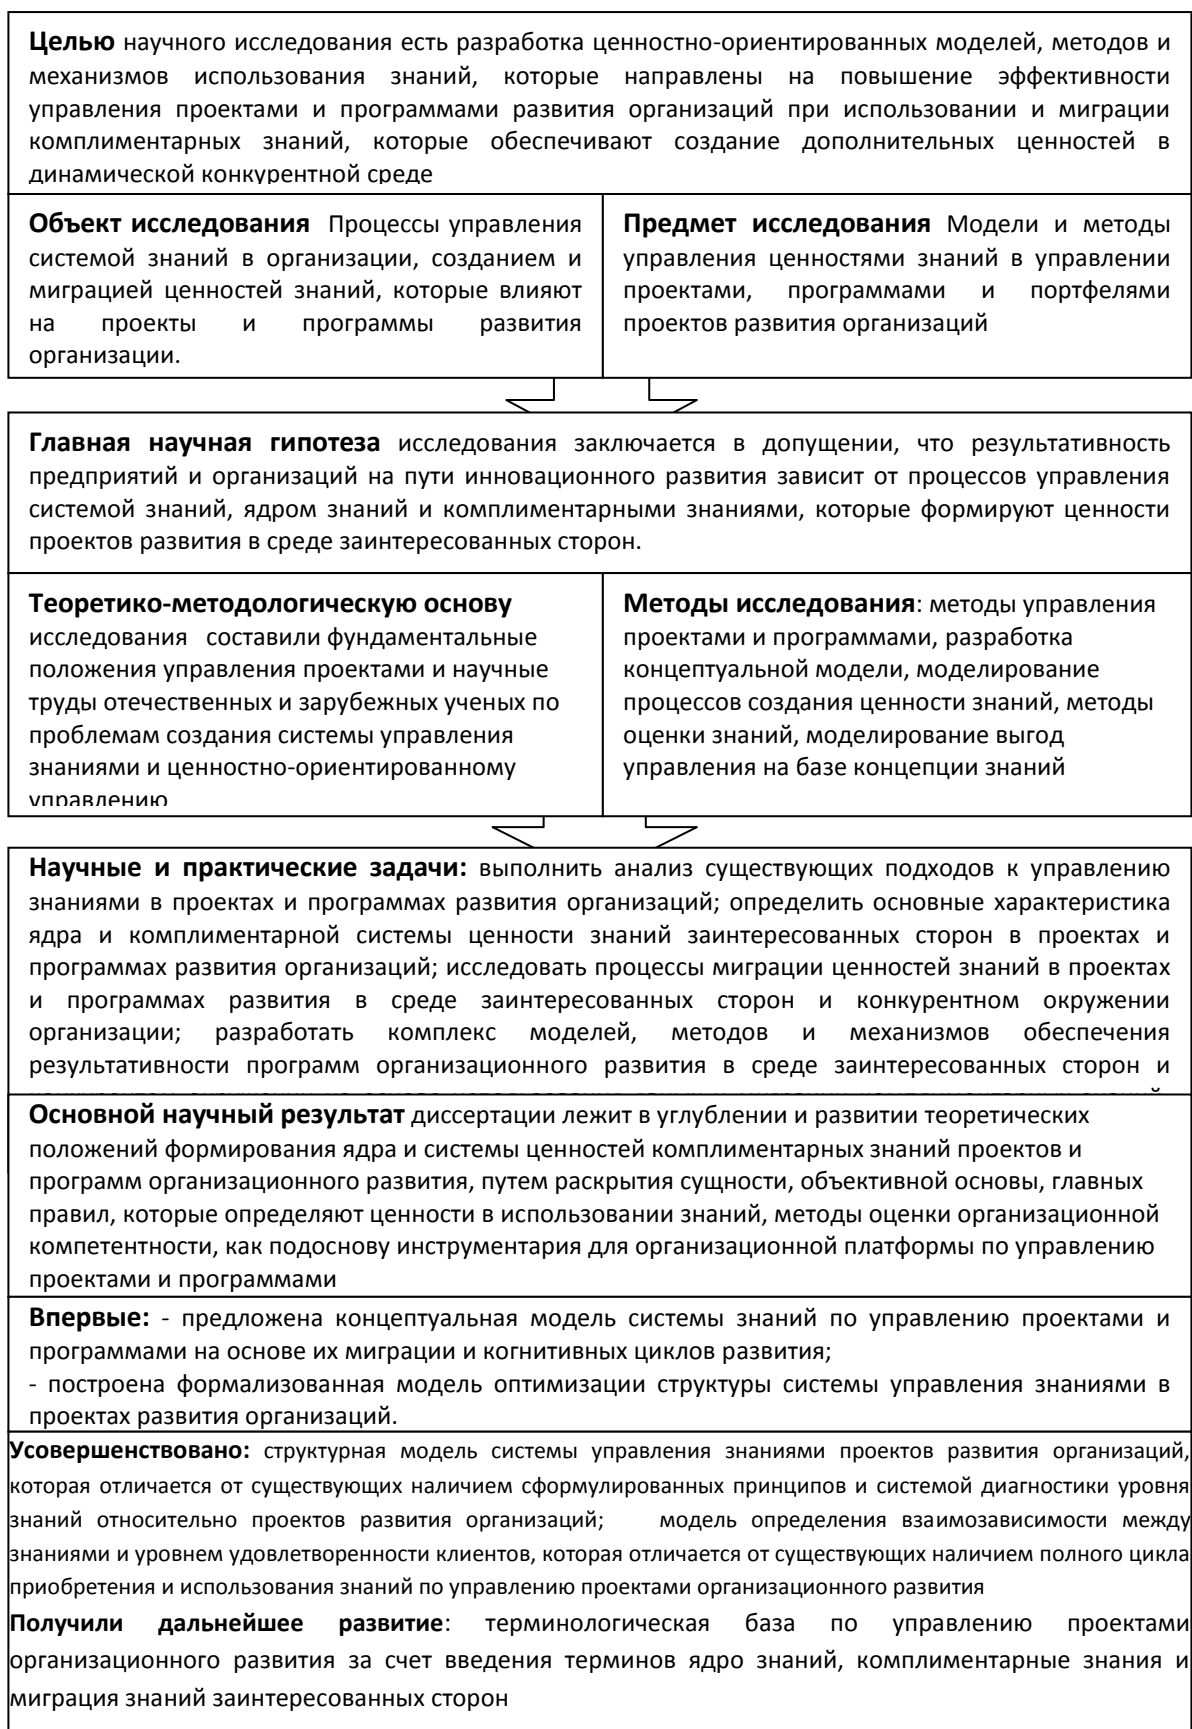 Целью научного исследования есть разработка ценностно-ориентированных моделей, методов и
механизмов использования знаний, которые направлены на повышение эффективности
управления проектами и программами развития организаций при использовании и миграции
комплиментарных знаний, которые обеспечивают создание дополнительных ценностей в
динамической конкурентной среде
Объект исследования Процессы управления
системой знаний в организации, созданием и
миграцией ценностей знаний, которые влияют
на проекты и программы развития
организации.
Предмет исследования Модели и методы
управления ценностями знаний в управлении
проектами, программами и портфелями
проектов развития организаций
Главная научная гипотеза исследования заключается в допущении, что результативность
предприятий и организаций на пути инновационного развития зависит от процессов управления
системой знаний, ядром знаний и комплиментарными знаниями, которые формируют ценности
проектов развития в среде заинтересованных сторон.
Теоретико-методологическую основу
исследования составили фундаментальные
положения управления проектами и научные
труды отечественных и зарубежных ученых по
проблемам создания системы управления
знаниями и ценностно-ориентированному
управлению
Методы исследования: методы управления
проектами и программами, разработка
концептуальной модели, моделирование
процессов создания ценности знаний, методы
оценки знаний, моделирование выгод
управления на базе концепции знаний
Научные и практические задачи: выполнить анализ существующих подходов к управлению
знаниями в проектах и программах развития организаций; определить основные характеристика
ядра и комплиментарной системы ценности знаний заинтересованных сторон в проектах и
программах развития организаций; исследовать процессы миграции ценностей знаний в проектах
и программах развития в среде заинтересованных сторон и конкурентном окружении
организации; разработать комплекс моделей, методов и механизмов обеспечения
результативности программ организационного развития в среде заинтересованных сторон и
Основной научный результат диссертации лежит в углублении и развитии теоретических
положений формирования ядра и системы ценностей комплиментарных знаний проектов и
программ организационного развития, путем раскрытия сущности, объективной основы, главных
правил, которые определяют ценности в использовании знаний, методы оценки организационной
компетентности, как подоснову инструментария для организационной платформы по управлению
проектами и программами
Впервые: - предложена концептуальная модель системы знаний по управлению проектами и
программами на основе их миграции и когнитивных циклов развития;
- построена формализованная модель оптимизации структуры системы управления знаниями в
проектах развития организаций.
Усовершенствовано: структурная модель системы управления знаниями проектов развития организаций,
которая отличается от существующих наличием сформулированных принципов и системой диагностики уровня
знаний относительно проектов развития организаций; модель определения взаимозависимости между
знаниями и уровнем удовлетворенности клиентов, которая отличается от существующих наличием полного цикла
приобретения и использования знаний по управлению проектами организационного развития
Получили дальнейшее развитие: терминологическая база по управлению проектами
организационного развития за счет введения терминов ядро знаний, комплиментарные знания и
миграция знаний заинтересованных сторон